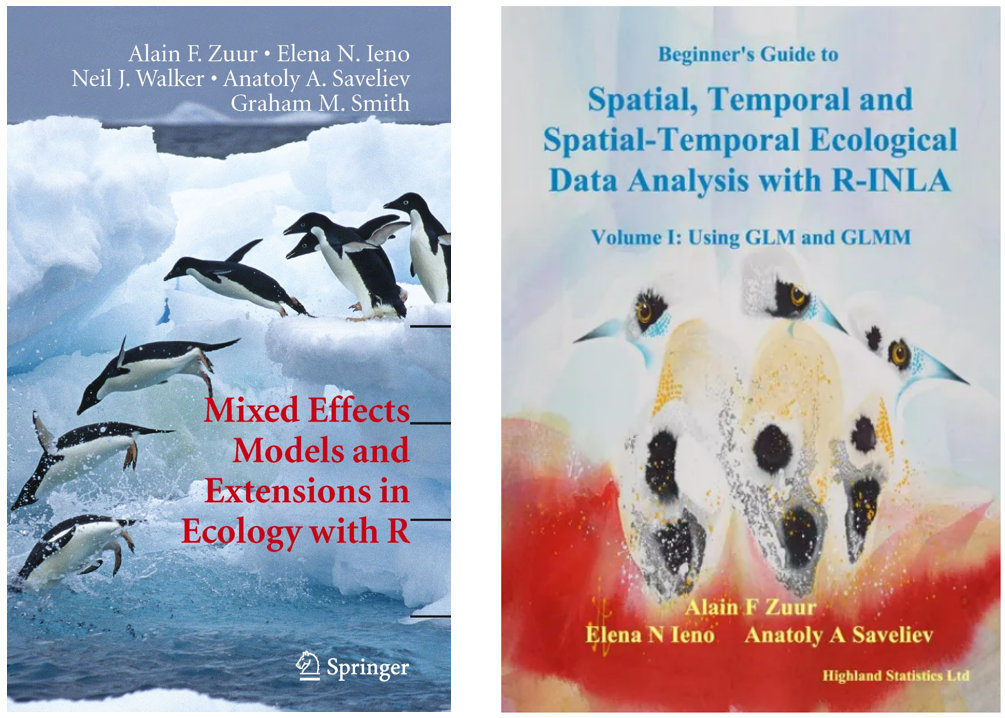 Alain F. Zuur • Elena N. Ieno
Neil J. Walker • Anatoly A. Saveliev
Graham M. Smith
Mixed Effects
Models and
Extensions in
Ecology with R
Springer
Beginner's Guide to
Spatial, Temporal and
Spatial-Temporal Ecological
Data Analysis with R-INLA
Volume I: Using GLM and GLMM
Alain F Zuur
Elena N Ieno Anatoly A Saveliev
Highland Statistics Ltd